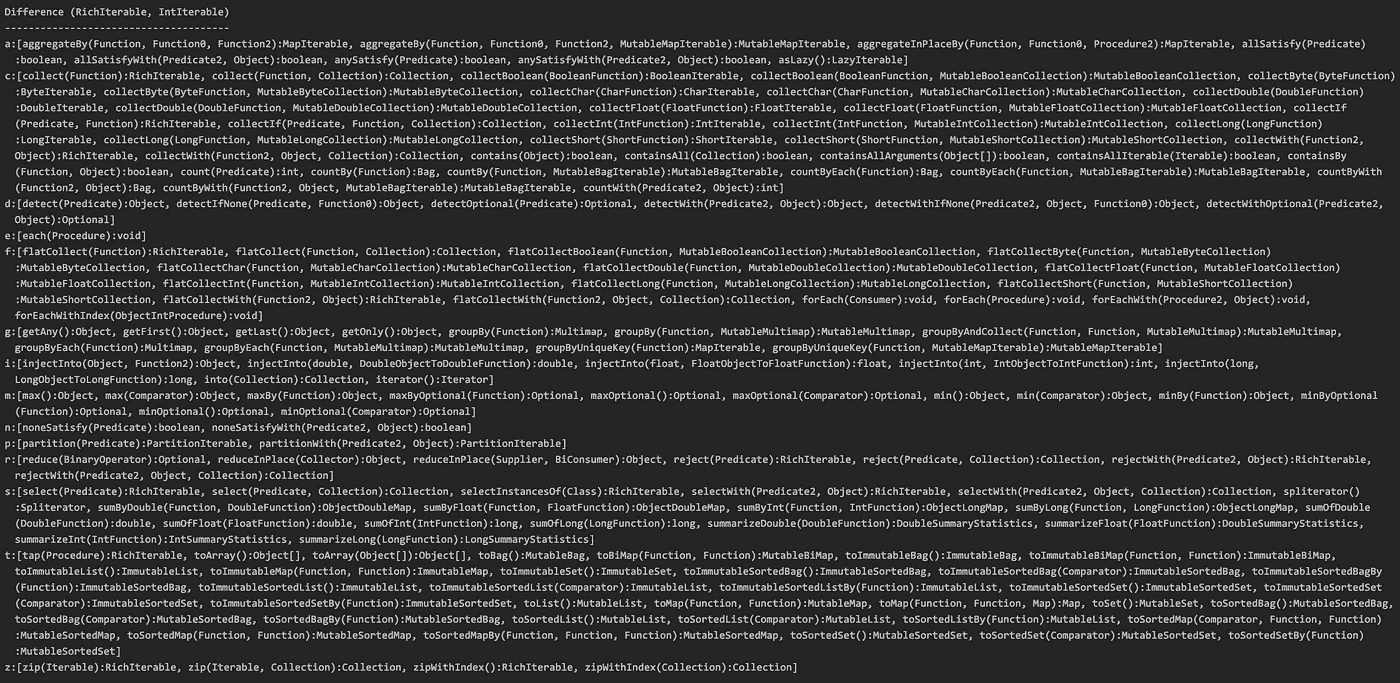 Difference (RichIterable, IntIterable)
--------------------------------------
a:[aggregateBy(Function, Function0, Function2):MapIterable, aggregateBy(Function, Function0, Function2, MutableMapIterable):MutableMapIterable, aggregateInPlaceBy(Function, Function0, Procedure2):MapIterable, allSatisfy(Predicate)
:boolean, allSatisfyWith(Predicate2, Object):boolean, anySatisfy(Predicate):boolean, anySatisfyWith(Predicate2, Object):boolean, asLazy():LazyIterable]
c:[collect(Function):RichIterable, collect(Function, Collection):Collection, collectBoolean(BooleanFunction):BooleanIterable, collectBoolean(BooleanFunction, MutableBooleanCollection):MutableBooleanCollection, collectByte(ByteFunction)
:ByteIterable, collectByte(ByteFunction, MutableByteCollection):MutableByteCollection, collectChar(CharFunction):CharIterable, collectChar(CharFunction, MutableCharCollection):MutableCharCollection, collectDouble(DoubleFunction)
:DoubleIterable, collectDouble(DoubleFunction, MutableDoubleCollection):MutableDoubleCollection, collectFloat(FloatFunction):FloatIterable, collectFloat(FloatFunction, MutableFloatCollection):MutableFloatCollection, collectIf
(Predicate, Function):RichIterable, collectIf(Predicate, Function, Collection):Collection, collectInt(IntFunction):IntIterable, collectInt(IntFunction, MutableIntCollection):MutableIntCollection, collectLong(LongFunction)
:LongIterable, collectLong(LongFunction, MutableLongCollection):MutableLongCollection, collectShort(ShortFunction):ShortIterable, collectShort(ShortFunction, MutableShortCollection):MutableShortCollection, collectWith(Function2,
Object):RichIterable, collectWith(Function2, Object, Collection):Collection, contains(Object):boolean, containsAll(Collection):boolean, containsAllArguments(Object[]):boolean, containsAllIterable(Iterable):boolean, containsBy
(Function, Object):boolean, count(Predicate):int, countBy(Function):Bag, countBy(Function, MutableBagIterable):MutableBagIterable, countByEach(Function):Bag, countByEach(Function, MutableBagIterable):MutableBagIterable, countByWith
(Function2, Object):Bag, countByWith(Function2, Object, MutableBagIterable):MutableBagIterable, countWith(Predicate2, Object):int]
d:[detect(Predicate):Object, detectIfNone(Predicate, Function0):Object, detectOptional(Predicate):Optional, detectWith(Predicate2, Object):Object, detectWithIfNone(Predicate2, Object, Function0):Object, detectWithOptional(Predicate2,
Object):Optional]
e:[each(Procedure):void]
f:[flatCollect(Function):RichIterable, flatCollect(Function, Collection):Collection, flatCollectBoolean(Function, MutableBooleanCollection):MutableBooleanCollection, flatCollectByte(Function, MutableByteCollection)
:MutableByteCollection, flatCollectChar(Function, MutableCharCollection):MutableCharCollection, flatCollectDouble(Function, MutableDoubleCollection):MutableDoubleCollection, flatCollectFloat(Function, MutableFloatCollection)
:MutableFloatCollection, flatCollectInt(Function, MutableIntCollection):MutableIntCollection, flatCollectLong(Function, MutableLongCollection):MutableLongCollection, flatCollectShort(Function, MutableShortCollection)
:MutableShortCollection, flatCollectWith(Function2, Object):RichIterable, flatCollectWith(Function2, Object, Collection):Collection, forEach(Consumer):void, forEach(Procedure):void, forEachWith(Procedure2, Object):void,
forEachWithIndex(ObjectIntProcedure):void]
g:[getAny():Object, getFirst():Object, getLast():Object, getOnly():Object, groupBy(Function):Multimap, groupBy(Function, MutableMultimap):MutableMultimap, groupByAndCollect(Function, Function, MutableMultimap):MutableMultimap,
groupByEach(Function):Multimap, groupByEach(Function, MutableMultimap):MutableMultimap, groupByUniqueKey(Function):MapIterable, groupByUniqueKey(Function, MutableMapIterable):MutableMapIterable]
i:[injectInto(Object, Function2):Object, injectInto(double, DoubleObjectToDoubleFunction):double, injectInto(float, FloatObjectToFloatFunction):float, injectInto(int, IntObjectToIntFunction):int, injectInto(long,
LongObjectToLongFunction):long, into(Collection):Collection, iterator():Iterator]
m:[max():Object, max(Comparator):Object, maxBy(Function):Object, maxByOptional(Function):Optional, maxOptional():Optional, maxOptional(Comparator):Optional, min():Object, min(Comparator):Object, minBy(Function):Object, minByOptional
(Function):Optional, minOptional():Optional, minOptional(Comparator):Optional]
n:[noneSatisfy(Predicate):boolean, noneSatisfyWith(Predicate2, Object):boolean]
p:[partition(Predicate):PartitionIterable, partitionWith(Predicate2, Object):PartitionIterable]
r:[reduce(BinaryOperator):Optional, reduceInPlace(Collector):Object, reduceInPlace(Supplier, BiConsumer):Object, reject(Predicate):RichIterable, reject(Predicate, Collection):Collection, rejectWith(Predicate2, Object):RichIterable,
rejectWith(Predicate2, Object, Collection):Collection]
s:[select(Predicate):RichIterable, select(Predicate, Collection):Collection, selectInstancesOf(Class):RichIterable, selectWith(Predicate2, Object):RichIterable, selectWith(Predicate2, Object, Collection):Collection, spliterator()
:Spliterator, sumByDouble(Function, DoubleFunction):ObjectDoubleMap, sumByFloat(Function, FloatFunction):ObjectDoubleMap, sumByInt(Function, IntFunction):ObjectLongMap, sumByLong(Function, LongFunction):ObjectLongMap, sumOfDouble
(DoubleFunction):double, sumOfFloat(FloatFunction):double, sumOfInt(IntFunction):long, sumOfLong(LongFunction):long, summarizeDouble(DoubleFunction):DoubleSummaryStatistics, summarizeFloat(FloatFunction):DoubleSummaryStatistics,
summarizeInt(IntFunction):IntSummaryStatistics, summarizeLong(LongFunction):LongSummaryStatistics]
t:[tap(Procedure):RichIterable, toArray():Object[], toArray(Object[]):Object[], toBag():MutableBag, toBiMap(Function, Function):MutableBiMap, toImmutableBag():ImmutableBag, toImmutableBiMap(Function, Function):ImmutableBiMap,
toImmutableList():ImmutableList, toImmutableMap(Function, Function):ImmutableMap, toImmutableSet():ImmutableSet, toImmutableSortedBag():ImmutableSortedBag, toImmutableSortedBag(Comparator):ImmutableSortedBag, toImmutableSortedBagBy
(Function):ImmutableSortedBag, toImmutableSortedList():ImmutableList, toImmutableSortedList(Comparator):ImmutableList, toImmutableSortedListBy(Function):ImmutableList, toImmutableSortedSet():ImmutableSortedSet, toImmutableSortedSet
(Comparator):ImmutableSortedSet, toImmutableSortedSetBy(Function):ImmutableSortedSet, toList():MutableList, toMap(Function, Function):MutableMap, toMap(Function, Function, Map):Map, toSet():MutableSet, toSortedBag():MutableSortedBag,
toSortedBag(Comparator):MutableSortedBag, toSortedBagBy(Function):MutableSortedBag, toSortedList():MutableList, toSortedList(Comparator):MutableList, toSortedListBy(Function):MutableList, toSortedMap(Comparator, Function, Function)
:MutableSortedMap, toSortedMap(Function, Function):MutableSortedMap, toSortedMapBy(Function, Function, Function):MutableSortedMap, toSortedSet():MutableSortedSet, toSortedSet(Comparator):MutableSortedSet, toSortedSetBy(Function)
:MutableSortedSet]
z:[zip(Iterable):RichIterable, zip(Iterable, Collection):Collection, zipWithIndex():RichIterable, zipWithIndex(Collection):Collection]